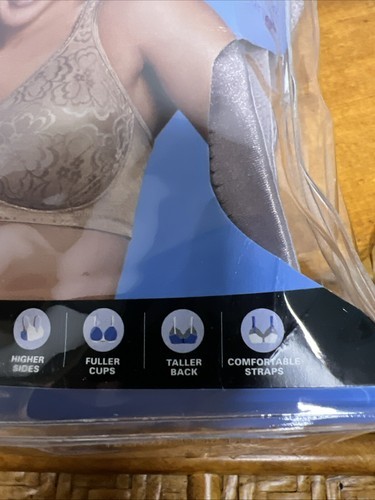 HIGHER
SIDES
FULLER
CUPS
TALLER
BACK
COMFORTABLE
STRAPS